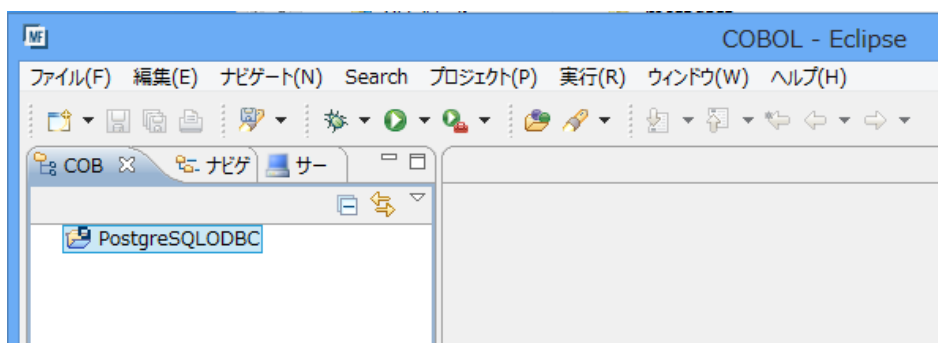 MF
COBOL - Eclipse
ファイル(F) 編集(E) ナビゲート(N) Search プロジェクト(P) 実行(R) ウィンドウ(W) ヘルプ(H)
COB ナビゲ サー
PostgreSQLODBC